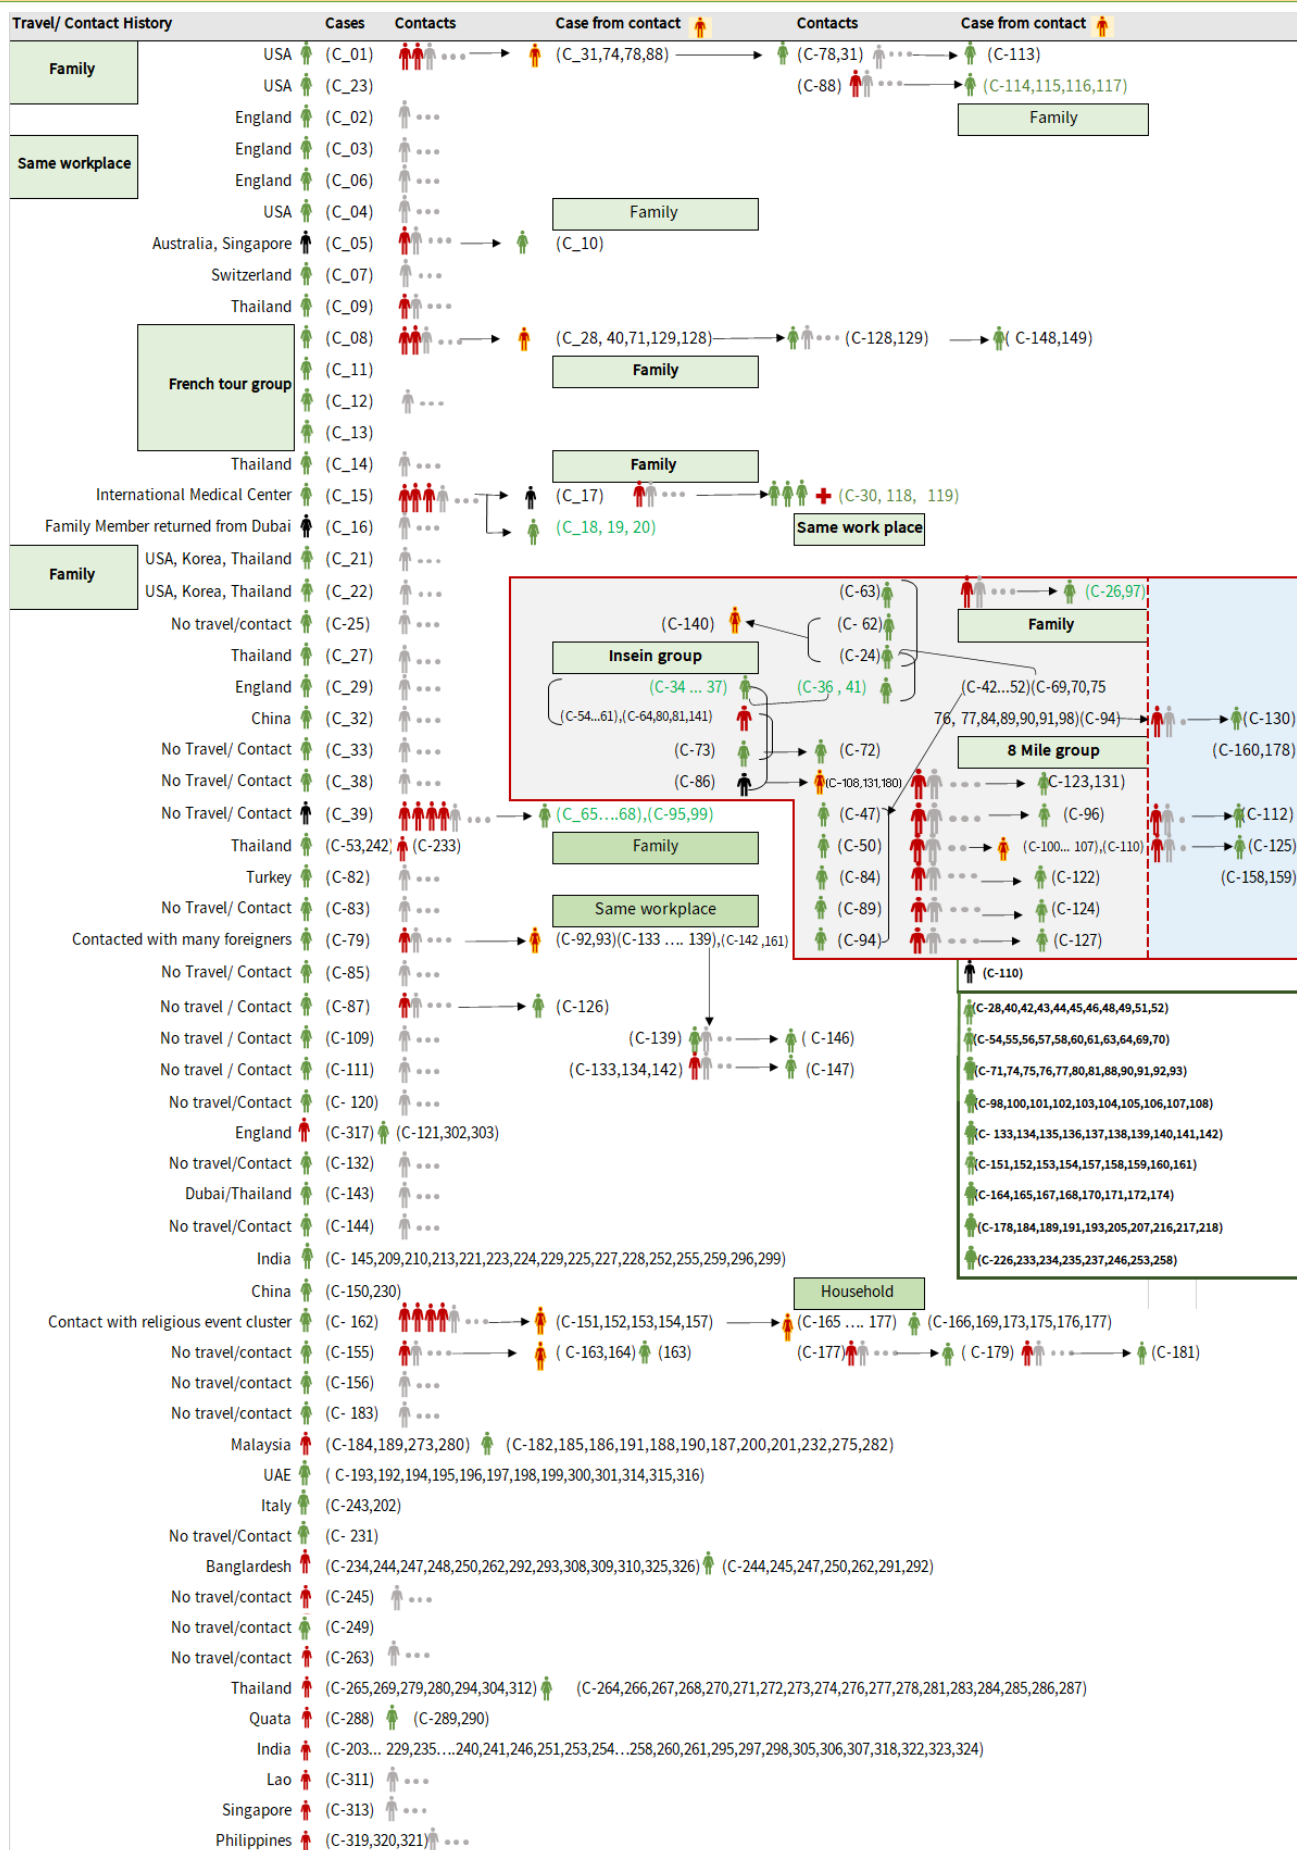 Travel/ Contact History Cases Contacts Case from contact Contacts Case from contact
Family
USA (C_01) (C_31,74,78,88) (C-78,31) (C-113)
USA (C_23) (C-88) (C-114,115,116,117)
England (C_02) Family
Same workplace
England (C_03)
England (C_06)
USA (C_04) Family
Australia, Singapore (C_05) (C_10)
Switzerland (C_07)
Thailand (C_09)
French tour group
(C_08) (C_28, 40,71,129,128) (C-128,129) ( C-148,149)
(C_11) Family
(C_12)
(C_13)
Thailand (C_14) Family
International Medical Center (C_15) (C_17) (C-30, 118, 119)
Family Member returned from Dubai (C_16) (C_18, 19, 20) Same work place
Family
USA, Korea, Thailand (C_21)
USA, Korea, Thailand (C_22) (C-63) (C-26,97)
No travel/contact (C-25) (C-140) (C- 62) Family
Thailand (C_27) Insein group (C-24)
England (C_29) (C-34 ... 37) (C-36 , 41) (C-42...52)(C-69,70,75
China (C_32) (C-54...61),(C-64,80,81,141) 76, 77,84,89,90,91,98)(C-94) (C-130)
No Travel/ Contact (C_33) (C-73) (C-72) 8 Mile group (C-160,178)
No Travel/ Contact (C_38) (C-86) (C-108,131,180) (C-123,131)
No Travel/ Contact (C_39) (C_65....68),(C-95,99) (C-47) (C-96) (C-112)
Thailand (C-53,242) (C-233) Family (C-50) (C-100... 107),(C-110) (C-125)
Turkey (C-82) (C-84) (C-122) (C-158,159)
No Travel/ Contact (C-83) Same workplace (C-89) (C-124)
Contacted with many foreigners (C-79) (C-92,93)(C-133 .... 139),(C-142 ,161) (C-94) (C-127)
No Travel/ Contact (C-85) (C-110)
No travel / Contact (C-87) (C-126) (C-28,40,42,43,44,45,46,48,49,51,52)
No travel / Contact (C-109) (C-139) ( C-146) (C-54,55,56,57,58,60,61,63,64,69,70)
No travel / Contact (C-111) (C-133,134,142) (C-147) (C-71,74,75,76,77,80,81,88,90,91,92,93)
No travel/Contact (C- 120) (C-98,100,101,102,103,104,105,106,107,108)
England (C-317) (C-121,302,303) (C- 133,134,135,136,137,138,139,140,141,142)
No travel/Contact (C-132) (C-151,152,153,154,157,158,159,160,161)
Dubai/Thailand (C-143) (C-164,165,167,168,170,171,172,174)
No travel/Contact (C-144) (C-178,184,189,191,193,205,207,216,217,218)
India (C- 145,209,210,213,221,223,224,229,225,227,228,252,255,259,296,299) (C-226,233,234,235,237,246,253,258)
China (C-150,230) Household
Contact with religious event cluster (C- 162) (C-151,152,153,154,157) (C-165 .... 177) (C-166,169,173,175,176,177)
No travel/contact (C-155) ( C-163,164) (163) (C-177) ( C-179) (C-181)
No travel/contact (C-156)
No travel/contact (C- 183)
Malaysia (C-184,189,273,280) (C-182,185,186,191,188,190,187,200,201,232,275,282)
UAE ( C-193,192,194,195,196,197,198,199,300,301,314,315,316)
Italy (C-243,202)
No travel/Contact (C- 231)
Banglardesh (C-234,244,247,248,250,262,292,293,308,309,310,325,326) (C-244,245,247,250,262,291,292)
No travel/contact (C-245)
No travel/contact (C-249)
No travel/contact (C-263)
Thailand (C-265,269,279,280,294,304,312) (C-264,266,267,268,270,271,272,273,274,276,277,278,281,283,284,285,286,287)
Quata (C-288) (C-289,290)
India (C-203... 229,235....240,241,246,251,253,254...258,260,261,295,297,298,305,306,307,318,322,323,324)
Lao (C-311)
Singapore (C-313)
Philippines (C-319,320,321)